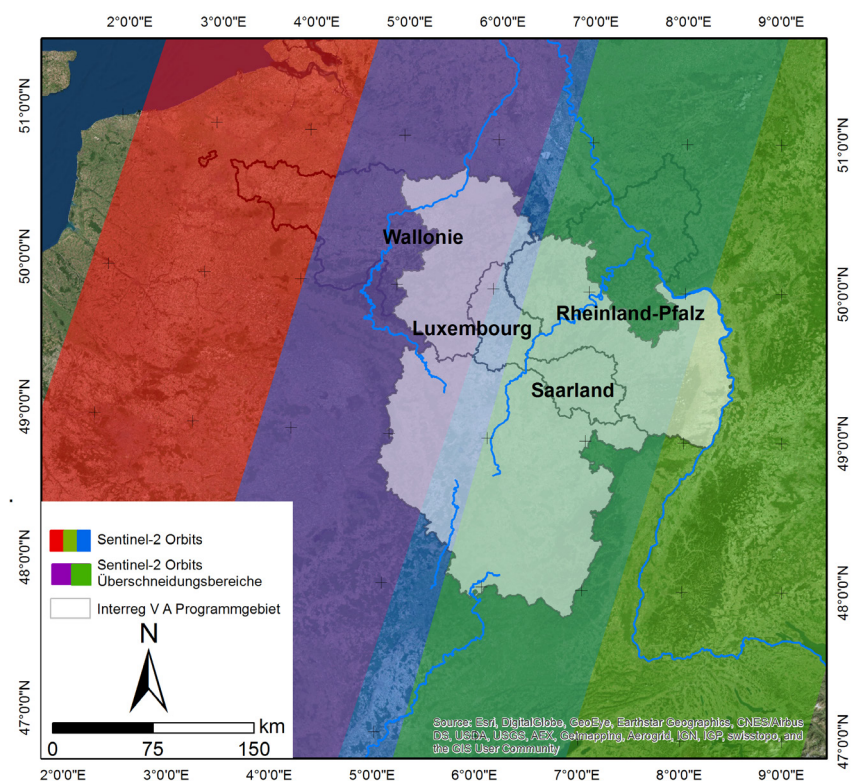 2°0'0"E 3°0'0"E 4°0'0"E 5°0'0"E 6°0'0"E 7°0'0"E 8°0'0"E 9°0'0"E
51°0'0"N
51°0'0"N
50°0'0"N
50°0'0"N
49°0'0"N
49°0'0"N
48°0'0"N
48°0'0"N
47°0'0"N
47°0'0"N
Wallonie
Luxembourg
Rheinland-Pfalz
Saarland
Sentinel-2 Orbits
Sentinel-2 Orbits
Überschneidungsbereiche
Interreg V A Programmgebiet
N
km
0 75 150
Source: Esri, DigitalGlobe, GeoEye, Earthstar Geographics, CNES/Airbus
DS, USDA, USGS, AEX, Getmapping, Aerogrid, IGN, IGP, swisstopo, and
the GIS User Community
2°0'0"E 3°0'0"E 4°0'0"E 5°0'0"E 6°0'0"E 7°0'0"E 8°0'0"E